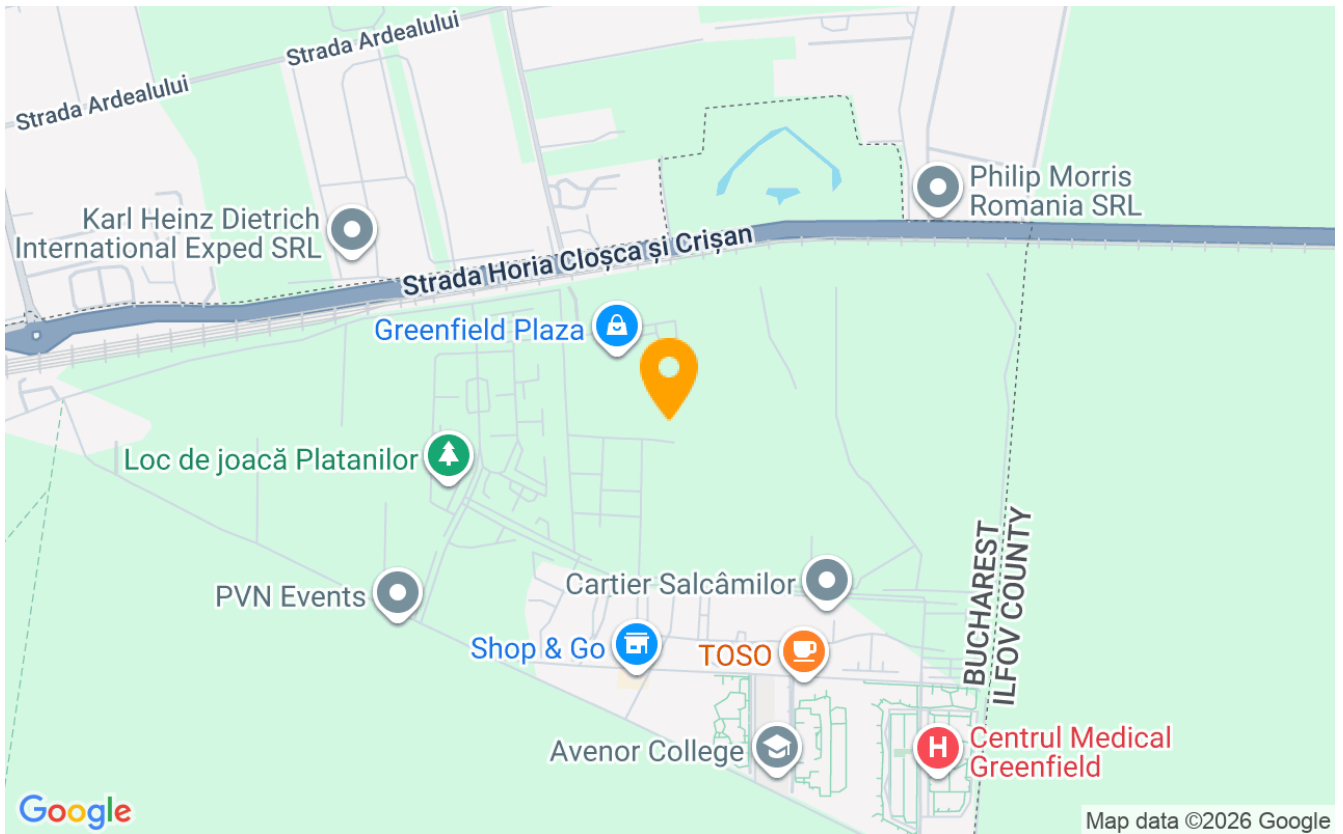 Strada Ardealului
Strada Ardealului
Philip Morris
Romania SRL
Karl Heinz Dietrich
International Exped SRL
Strada Horia Cloșca și Crișan
Greenfield Plaza
Loc de joacă Platanilor
BUCHAREST
ILFOV COUNTY
Cartier Salcâmilor
PVN Events
Shop & Go
TOSO
Avenor College
H
Centrul Medical
Greenfield
Google
Map data ©2026 Google